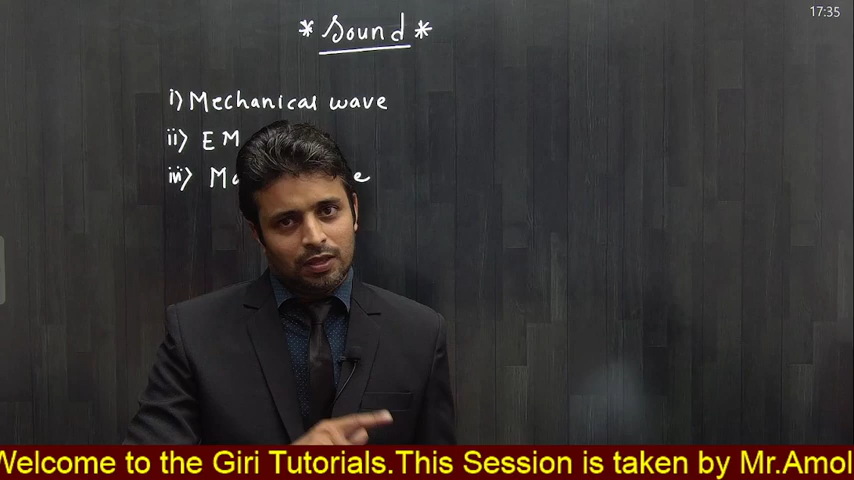 17:35
* Sound *
i) Mechanical wave
ii) EM
iii)
Welcome to the Giri Tutorials.This Session is taken by Mr.Amol